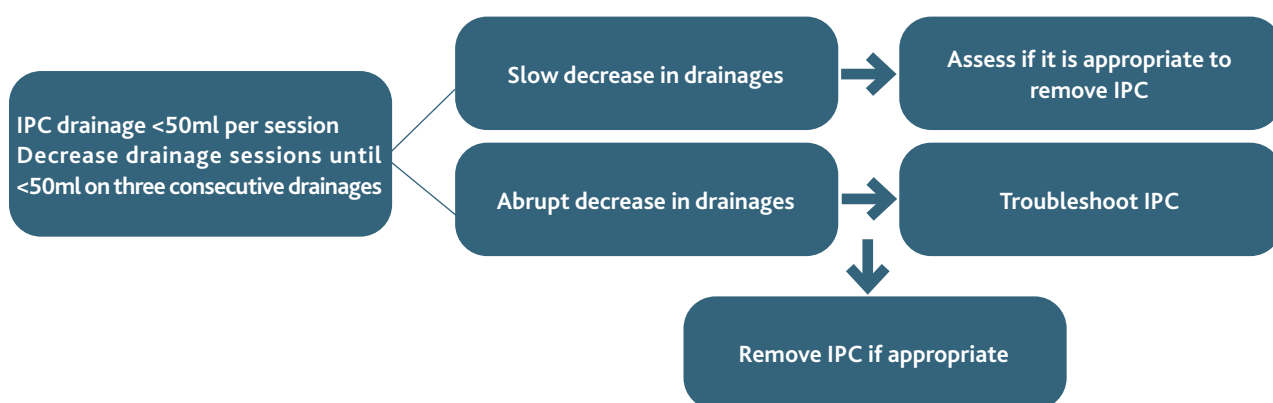 IPC drainage <50ml per session
Decrease drainage sessions until
<50ml on three consecutive drainages
Slow decrease in drainages
Assess if it is appropriate to
remove IPC
Abrupt decrease in drainages
Troubleshoot IPC
Remove IPC if appropriate